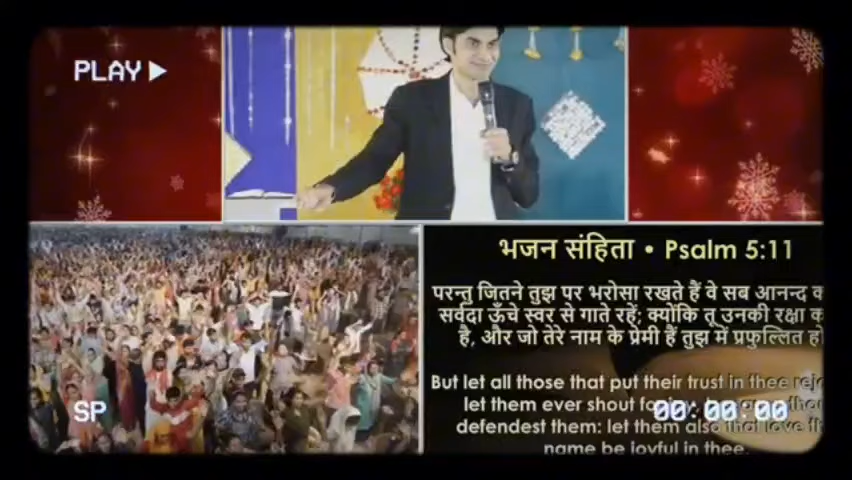 PLAY
भजन संहिता • Psalm 5:11
परन्तु जितने तुझ पर भरोसा रखते हैं वे सब आनन्द
सर्वदा ऊँचे स्वर से गाते रहें; क्योंकि तू उनकी रक्षा
है, और जो तेरे नाम के प्रेमी हैं तुझ में प्रफुल्लित
But let all those that put their trust in thee
let them ever shout
SP
00:00:00
defendest them: let them also that love
name be joyful in thee.